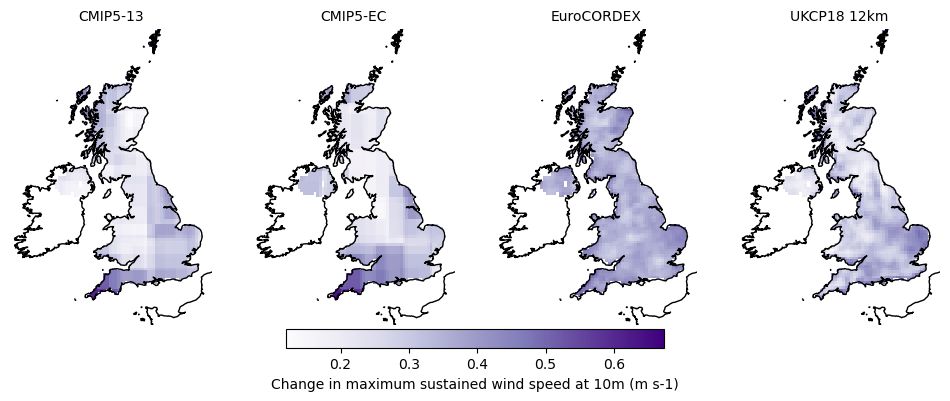 CMIP5-13
CMIP5-EC
EuroCORDEX
UKCP18 12km
0.2 0.3 0.4 0.5 0.6
Change in maximum sustained wind speed at 10m (m s-1)